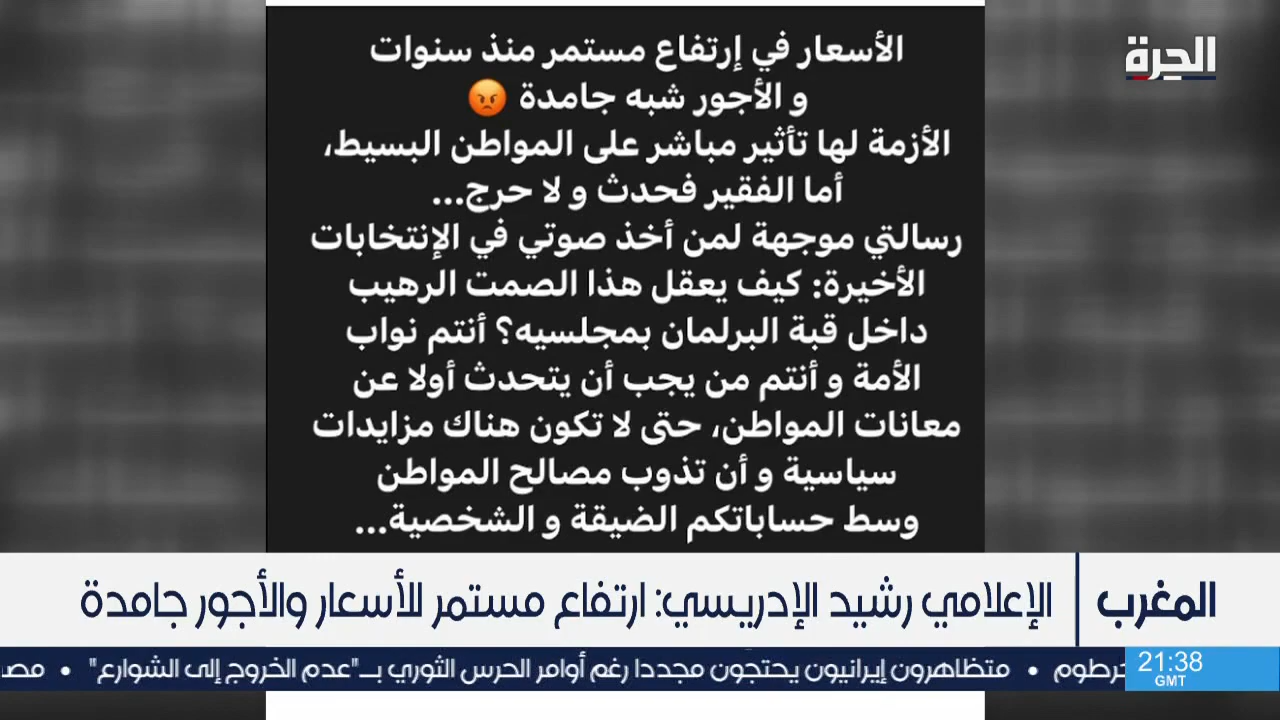 الحرة
الأسعار في إرتفاع مستمر منذ سنوات
و الأجور شبه جامدة 😡
الأزمة لها تأثير مباشر على المواطن البسيط،
أما الفقير فحدث و لا حرج...
رسالتي موجهة لمن أخذ صوتي في الإنتخابات
الأخيرة: كيف يعقل هذا الصمت الرهيب
داخل قبة البرلمان بمجلسيه؟ أنتم نواب
الأمة و أنتم من يجب أن يتحدث أولا عن
معانات المواطن، حتى لا تكون هناك مزايدات
سياسية و أن تذوب مصالح المواطن
وسط حساباتكم الضيقة و الشخصية...
المغرب
الإعلامي رشيد الإدريسي: ارتفاع مستمر للأسعار والأجور جامدة
21:38
GMT
خرطوم • متظاهرون إيرانيون يحتجون مجددا رغم أوامر الحرس الثوري بـ"عدم الخروج إلى الشوارع" •